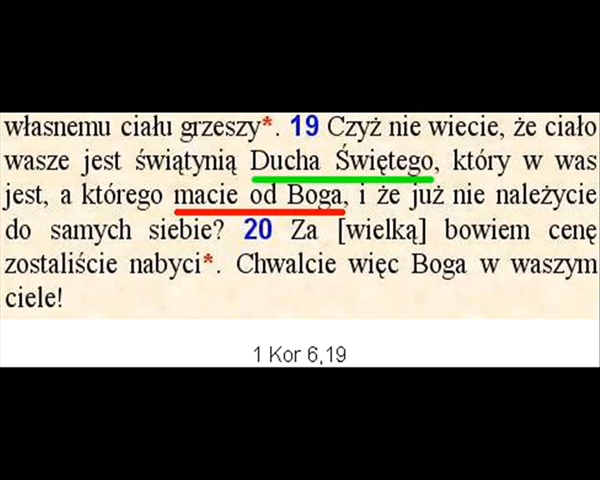 własnemu ciału grzeszy*. 19 Czyż nie wiecie, że ciało
wasze jest świątynią Ducha Świętego, który w was
jest, a którego macie od Boga, i że już nie należycie
do samych siebie? 20 Za [wielką] bowiem cenę
zostaliście nabyci*. Chwalcie więc Boga w waszym
ciele!
1 Kor 6,19